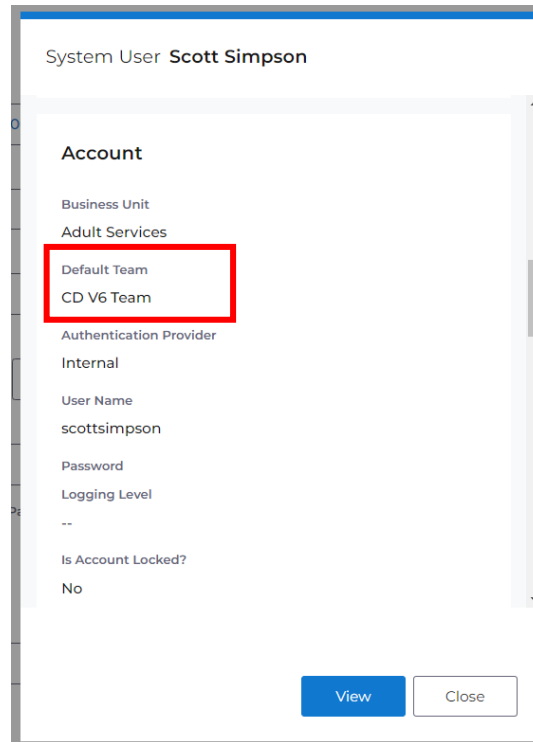 System User Scott Simpson
Account
Business Unit
Adult Services
Default Team
CD V6 Team
Authentication Provider
Internal
User Name
scottsimpson
Password
Logging Level
--
Is Account Locked?
No
View
Close